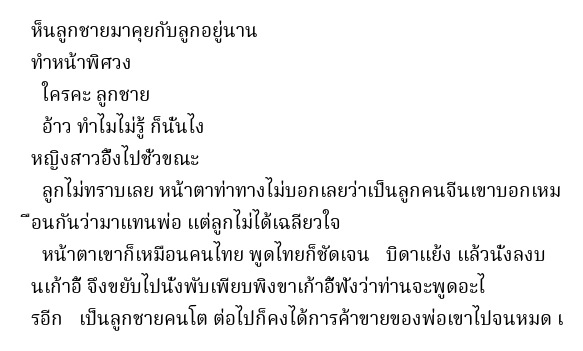 ห็นลูกชายมาคุยกับลูกอยู่นาน
ทำหน้าพิศวง
ใครคะ ลูกชาย
อ้าว ทำไมไม่รู้ ก็นั่นไง
หญิงสาวอึ้งไปชั่วขณะ
ลูกไม่ทราบเลย หน้าตาท่าทางไม่บอกเลยว่าเป็นลูกคนจีนเขาบอกเหม
ือนกันว่ามาแทนพ่อ แต่ลูกไม่ได้เฉลียวใจ
หน้าตาเขาก็เหมือนคนไทย พูดไทยก็ชัดเจน   บิดาแย้ง แล้วนั่งลงบ
นเก้าอี้ จึงขยับไปนั่งพับเพียบพิงขาเก้าอี้ฟังว่าท่านจะพูดอะไ
รอีก   เป็นลูกชายคนโต ต่อไปก็คงได้การค้าขายของพ่อเขาไปจนหมด เ